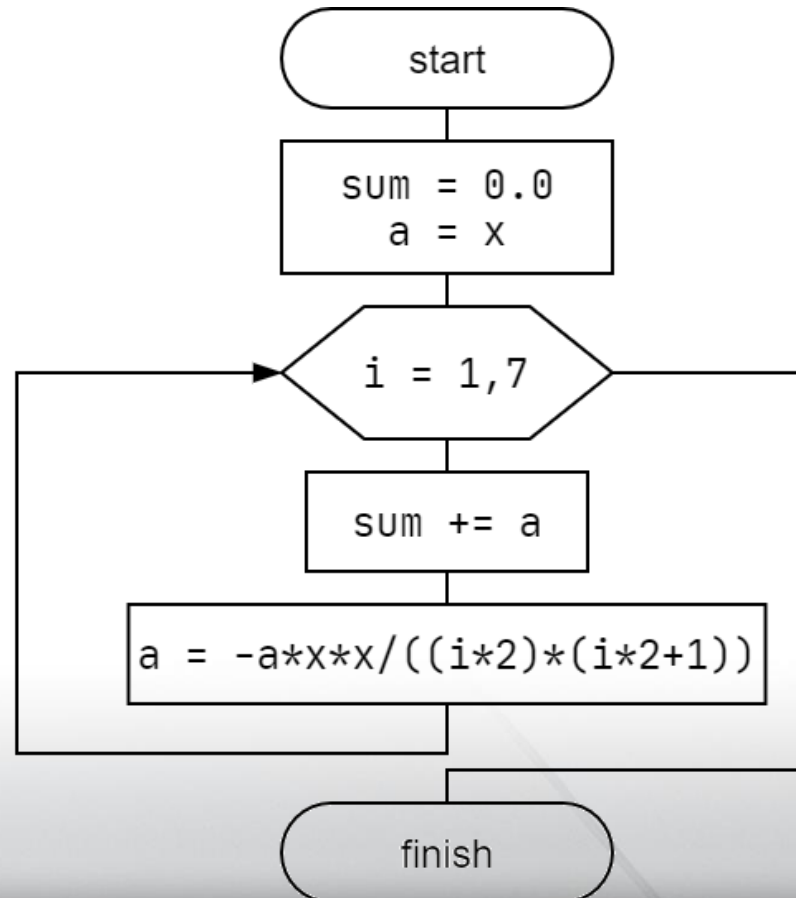 start
sum = 0.0
a = x
i = 1,7
sum += a
a = -a*x*x/((i*2)*(i*2+1))
finish